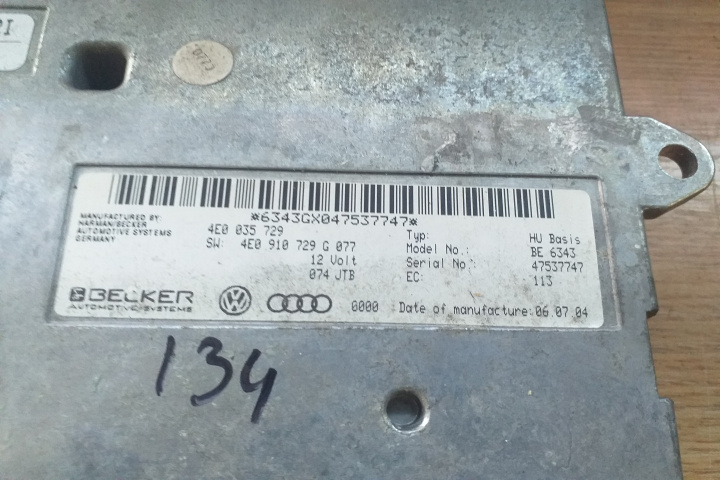 *6343GX047537747*
MANUFACTURED BY:
HARMAN/BECKER
AUTOMOTIVE SYSTEMS
GERMANY
4E0 035 729
SW: 4E0 910 729 G 077
12 Volt
074 JTB
Typ: HU Basis
Model No.: BE 6343
Serial No.: 47537747
EC: 113
BECKER
AUTOMOTIVE SYSTEMS
0000 Date of manufacture: 06.07.04
134